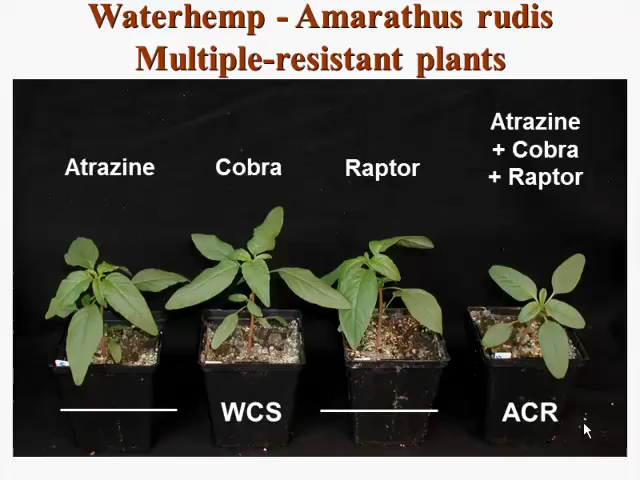 Waterhemp - Amarathus rudis
Multiple-resistant plants
Atrazine
Cobra
Raptor
Atrazine
+ Cobra
+ Raptor
WCS
ACR